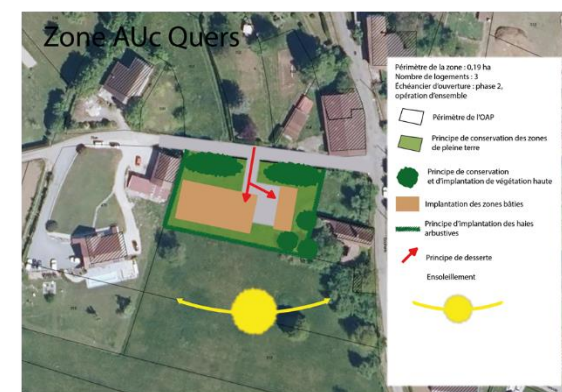 Zone AUc Quers
Périmètre de la zone : 0,19 ha
Nombre de logements : 3
Échéancier d'ouverture : phase 2,
opération d'ensemble
Périmètre de l'OAP
Principe de conservation des zones
de pleine terre
Principe de conservation
et d'implantation de végétation haute
Implantation des zones bâties
Principe d'implantation des haies
arbustives
Principe de desserte
Ensoleillement